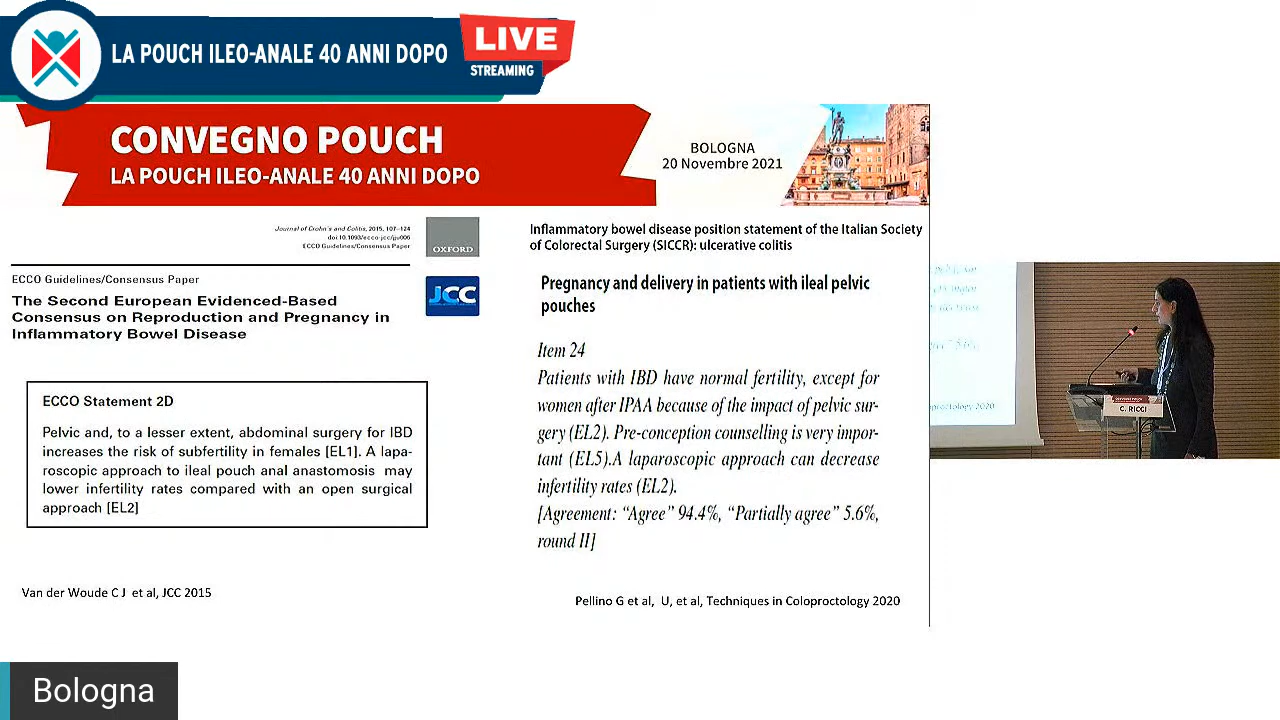 LA POUCH ILEO-ANALE 40 ANNI DOPO
LIVE
STREAMING
CONVEGNO POUCH
LA POUCH ILEO-ANALE 40 ANNI DOPO
BOLOGNA
20 Novembre 2021
Journal of Crohn's and Colitis, 2015, 107–124
doi:10.1093/ecco-jcc/jju006
ECCO Guidelines/Consensus Paper
OXFORD
ECCO Guidelines/Consensus Paper
The Second European Evidenced-Based
Consensus on Reproduction and Pregnancy in
Inflammatory Bowel Disease
JCC
ECCO Statement 2D
Pelvic and, to a lesser extent, abdominal surgery for IBD
increases the risk of subfertility in females [EL1]. A lapa-
roscopic approach to ileal pouch anal anastomosis may
lower infertility rates compared with an open surgical
approach [EL2]
Van der Woude C J et al, JCC 2015
Inflammatory bowel disease position statement of the Italian Society
of Colorectal Surgery (SICCR): ulcerative colitis
Pregnancy and delivery in patients with ileal pelvic
pouches
Item 24
Patients with IBD have normal fertility, except for
women after IPAA because of the impact of pelvic sur-
gery (EL2). Pre-conception counselling is very impor-
tant (EL5).A laparoscopic approach can decrease
infertility rates (EL2).
[Agreement: “Agree” 94.4%, “Partially agree” 5.6%,
round II]
Pellino G et al, U, et al, Techniques in Coloproctology 2020
C. RICCI
Bologna